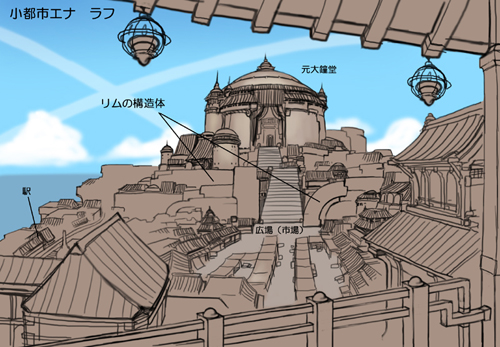 小都市エナ　ラフ
元大鐘堂
リムの構造体
駅
広場（市場）